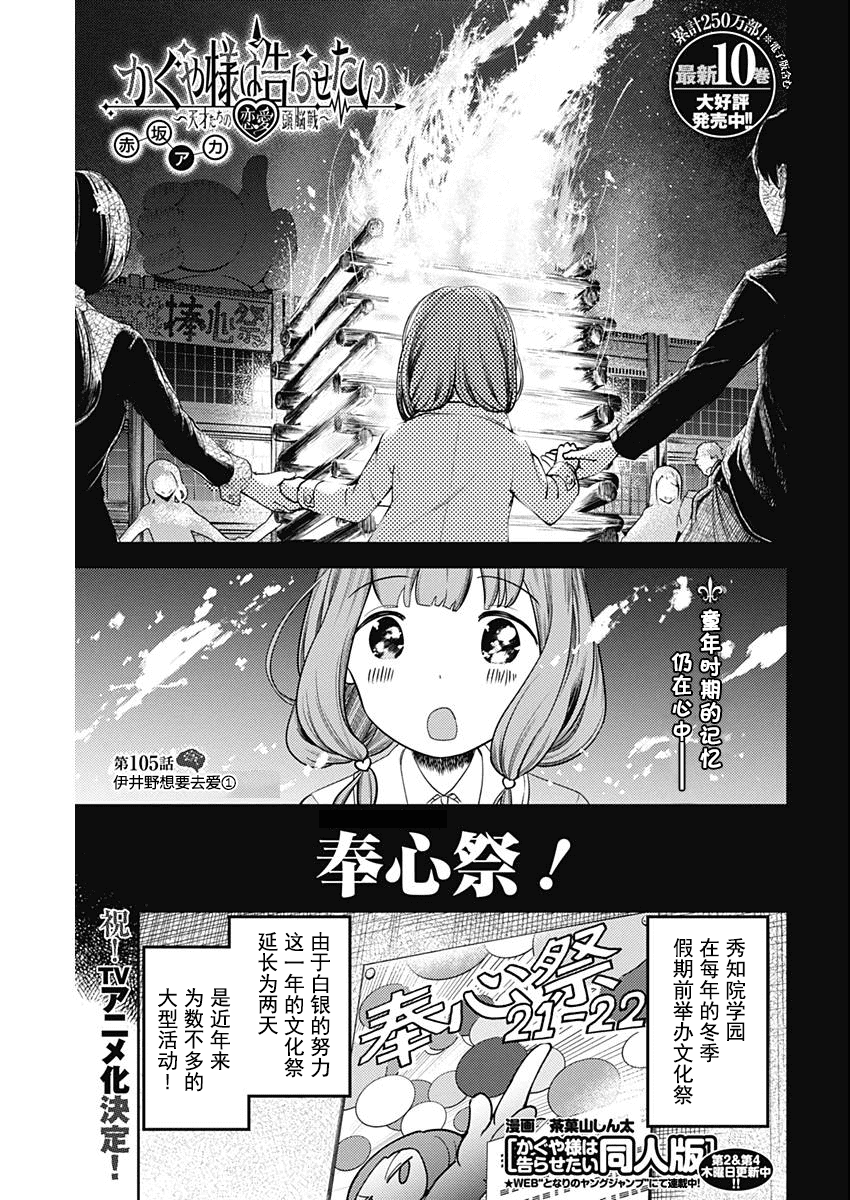 累計250万部!
※電子版含む
最新10巻
大好評
発売中!!
かぐや様は告らせたい
～天才たちの恋愛頭脳戦～
赤坂アカ
捧心祭
童年时期的记忆
仍在心中——
第105話
伊井野想要去爱①
奉心祭!
秀知院学园
在每年的冬季
假期前举办文化祭
奉心祭
21-22
由于白银的努力
这一年的文化祭
延长为两天
是近年来
为数不多的
大型活动!
祝!TVアニメ化決定!
漫画/茶菓山しん太
[かぐや様は
告らせたい同人版]
★WEB"となりのヤングジャンプ"にて連載中!
第2&第4
木曜日更新中
!!